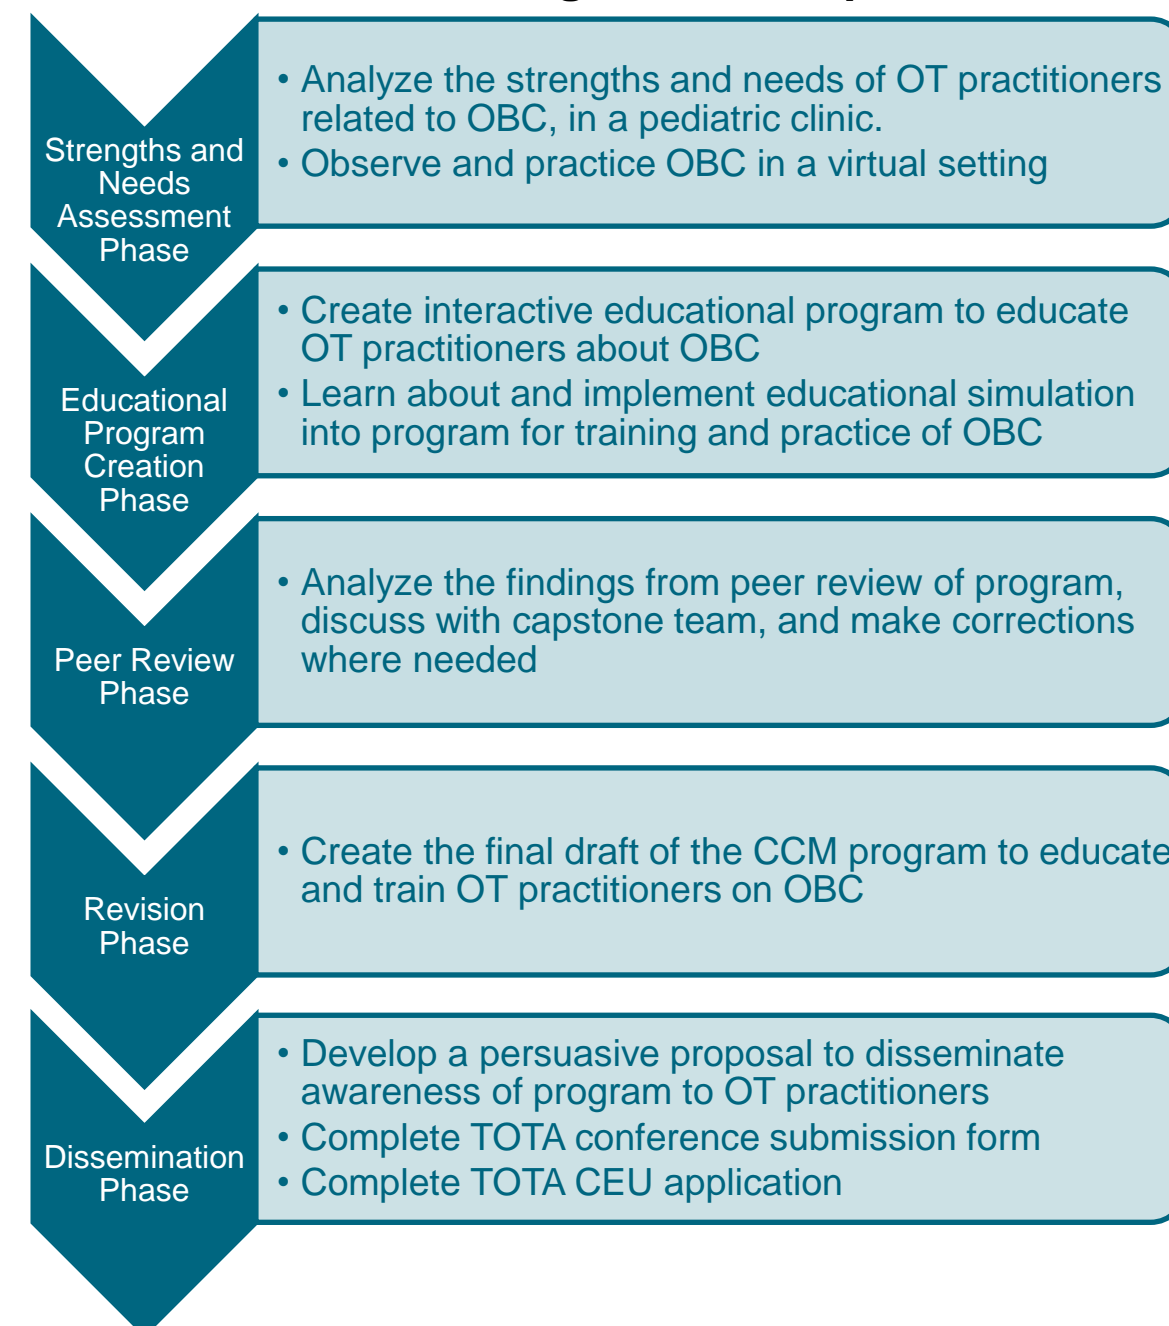 Strengths and
Needs
Assessment
Phase
• Analyze the strengths and needs of OT practitioners
related to OBC, in a pediatric clinic.
• Observe and practice OBC in a virtual setting
Educational
Program
Creation
Phase
• Create interactive educational program to educate
OT practitioners about OBC
• Learn about and implement educational simulation
into program for training and practice of OBC
Peer Review
Phase
• Analyze the findings from peer review of program,
discuss with capstone team, and make corrections
where needed
Revision
Phase
• Create the final draft of the CCM program to educate
and train OT practitioners on OBC
Dissemination
Phase
• Develop a persuasive proposal to disseminate
awareness of program to OT practitioners
• Complete TOTA conference submission form
• Complete TOTA CEU application